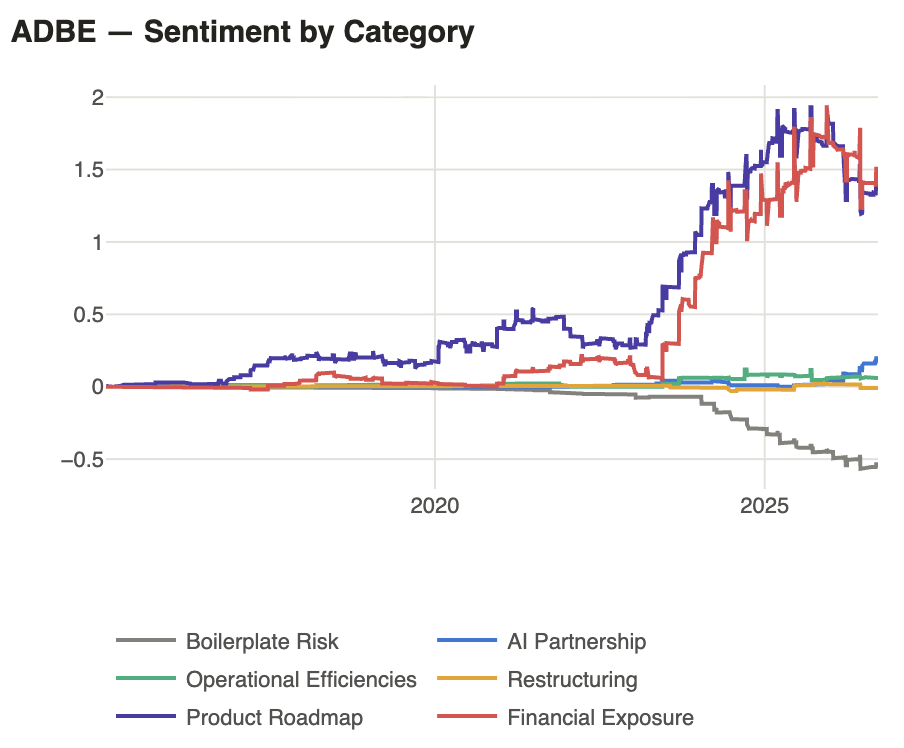 ADBE — Sentiment by Category
2
1.5
1
0.5
0
−0.5
2020
2025
Boilerplate Risk
AI Partnership
Operational Efficiencies
Restructuring
Product Roadmap
Financial Exposure